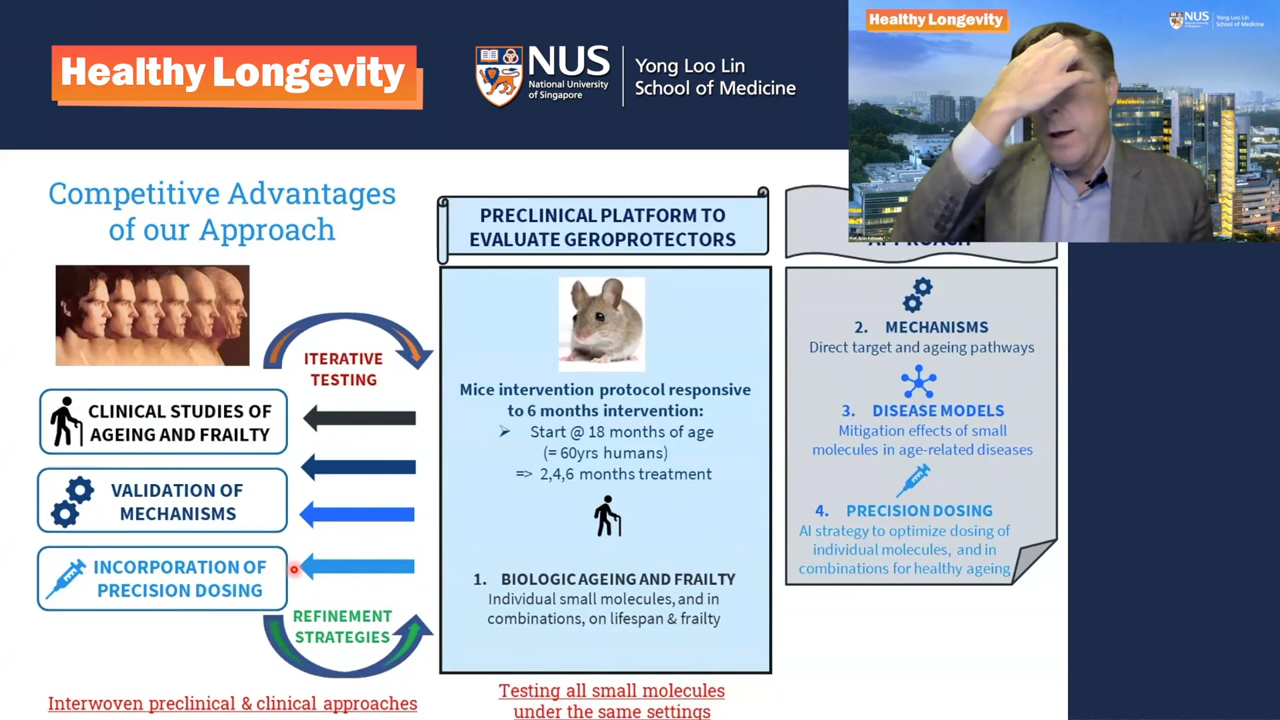 Healthy Longevity
NUS
National University
of Singapore
Yong Loo Lin
School of Medicine
Healthy Longevity
NUS
Yong Loo Lin
School of Medicine
Competitive Advantages
of our Approach
ITERATIVE
TESTING
CLINICAL STUDIES OF
AGEING AND FRAILTY
VALIDATION OF
MECHANISMS
INCORPORATION OF
PRECISION DOSING
REFINEMENT
STRATEGIES
Interwoven preclinical & clinical approaches
PRECLINICAL PLATFORM TO
EVALUATE GEROPROTECTORS
Mice intervention protocol responsive
to 6 months intervention:
➢ Start @ 18 months of age
(= 60yrs humans)
=> 2,4,6 months treatment
1. BIOLOGIC AGEING AND FRAILTY
Individual small molecules, and in
combinations, on lifespan & frailty
Testing all small molecules
under the same settings
APPROACH
2. MECHANISMS
Direct target and ageing pathways
3. DISEASE MODELS
Mitigation effects of small
molecules in age-related diseases
4. PRECISION DOSING
AI strategy to optimize dosing of
individual molecules, and in
combinations for healthy ageing